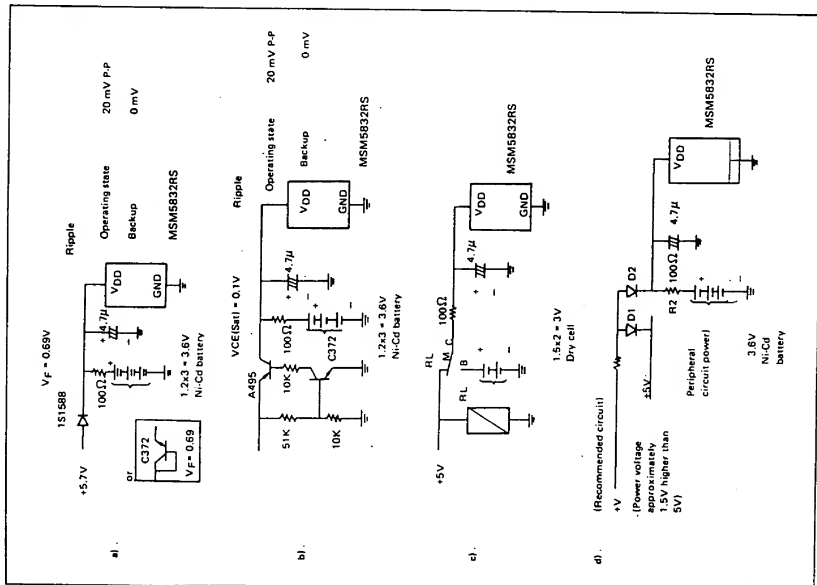 a).
+5.7V
1S1588
VF = 0.69V
or
C372
VF = 0.69
100Ω
+ 4.7μ
−
1.2x3 = 3.6V
Ni-Cd battery
VDD
GND
MSM5832RS
Ripple
Operating state 20 mV P-P
Backup 0 mV
b).
A495
VCE(Sat) = 0.1V
51K
10K
10K
C372
100Ω
+
−
+
4.7μ
−
1.2x3 = 3.6V
Ni-Cd battery
VDD
GND
MSM5832RS
Ripple
Operating state 20 mV P-P
Backup 0 mV
c).
+5V
RL
RL
M C
B
+
−
100Ω
+ 4.7μ
−
1.5x2 = 3V
Dry cell
VDD
GND
MSM5832RS
d).
(Recommended circuit)
+V
(Power voltage
approximately
1.5V higher than
5V)
D1
D2
+5V
Peripheral
circuit power
R2
100Ω
4.7μ
+
−
3.6V
Ni-Cd
battery
VDD
MSM5832RS